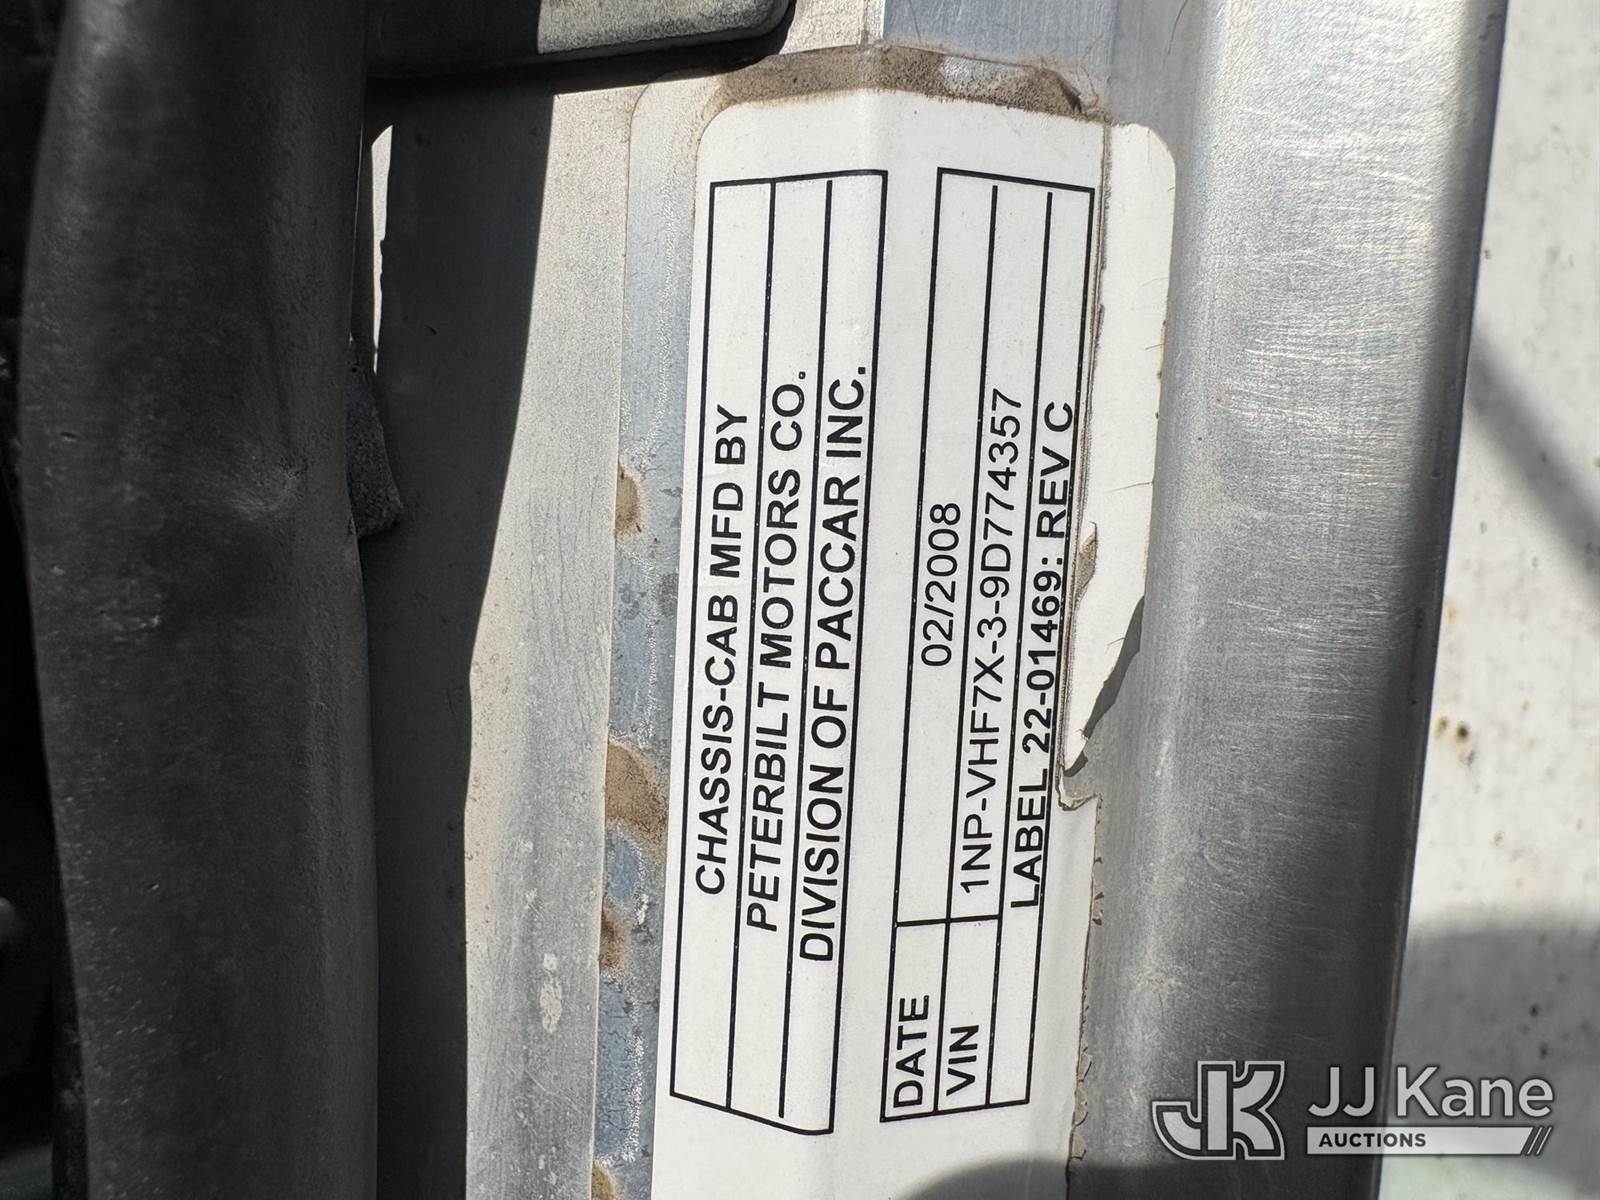 CHASSIS-CAB MFD BY
PETERBILT MOTORS CO.
DIVISION OF PACCAR INC.
DATE 02/2008
VIN 1NP-VHF7X-3-9D774357
LABEL 22-01469: REV C
JK JJ Kane
AUCTIONS